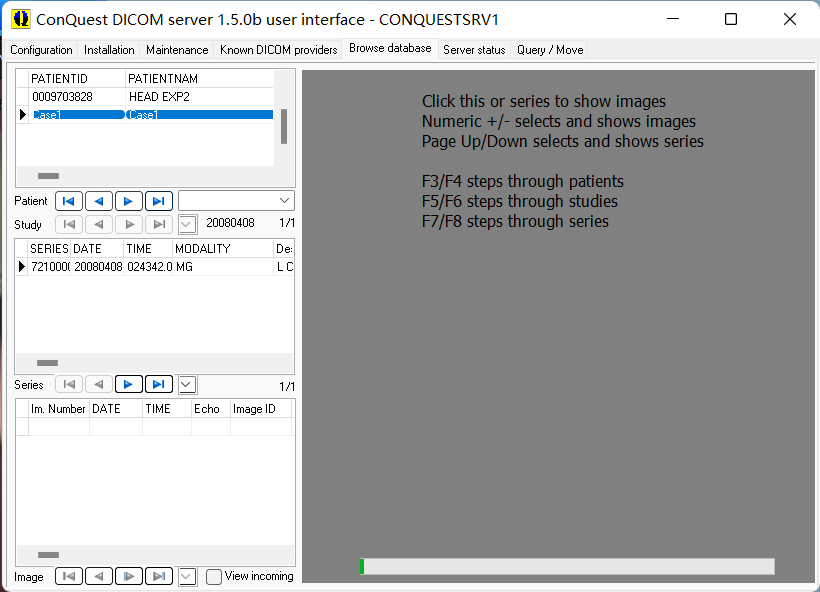 ConQuest DICOM server 1.5.0b user interface - CONQUESTSRV1
Configuration Installation Maintenance Known DICOM providers Browse database Server status Query / Move
PATIENTID PATIENTNAM
0009703828 HEAD EXP2
Case1 Case1
Patient
Study 20080408 1/1
SERIES DATE TIME MODALITY De:
7210000 20080408 024342.0 MG L C
Series 1/1
Im. Number DATE TIME Echo Image ID
Image View incoming
Click this or series to show images
Numeric +/- selects and shows images
Page Up/Down selects and shows series
F3/F4 steps through patients
F5/F6 steps through studies
F7/F8 steps through series